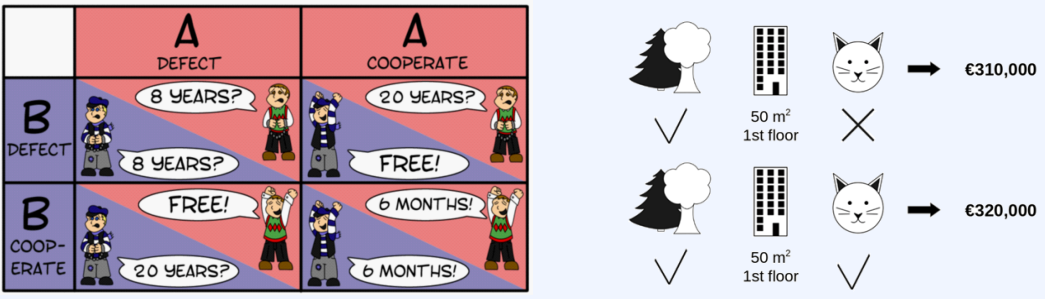 A
DEFECT
A
COOPERATE
B
DEFECT
8 YEARS?
8 YEARS?
20 YEARS?
FREE!
B
COOP-
ERATE
FREE!
20 YEARS?
6 MONTHS!
6 MONTHS!
€310,000
50 m²
1st floor
€320,000
50 m²
1st floor